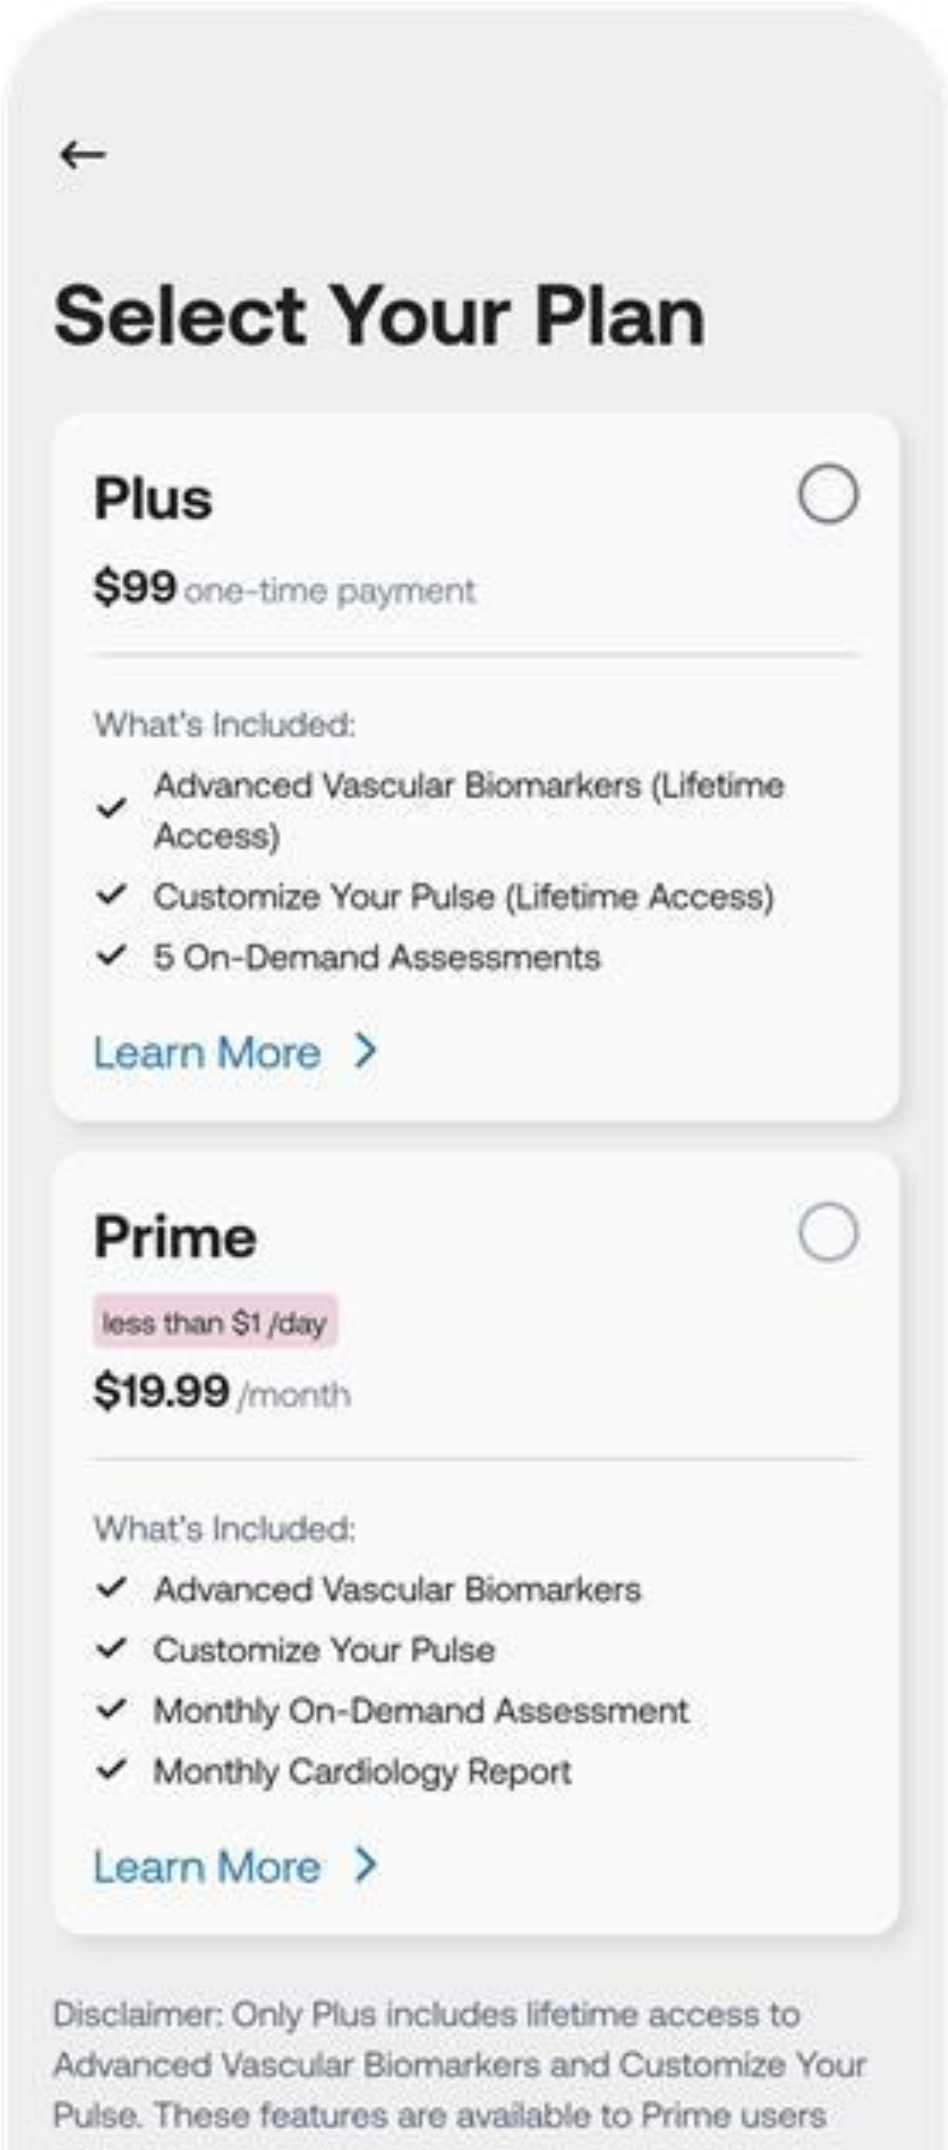 Select Your Plan
Plus
$99 one-time payment
What's Included:
Advanced Vascular Biomarkers (Lifetime
Access)
Customize Your Pulse (Lifetime Access)
5 On-Demand Assessments
Learn More
Prime
less than $1 /day
$19.99 /month
What's Included:
Advanced Vascular Biomarkers
Customize Your Pulse
Monthly On-Demand Assessment
Monthly Cardiology Report
Learn More
Disclaimer: Only Plus includes lifetime access to
Advanced Vascular Biomarkers and Customize Your
Pulse. These features are available to Prime users